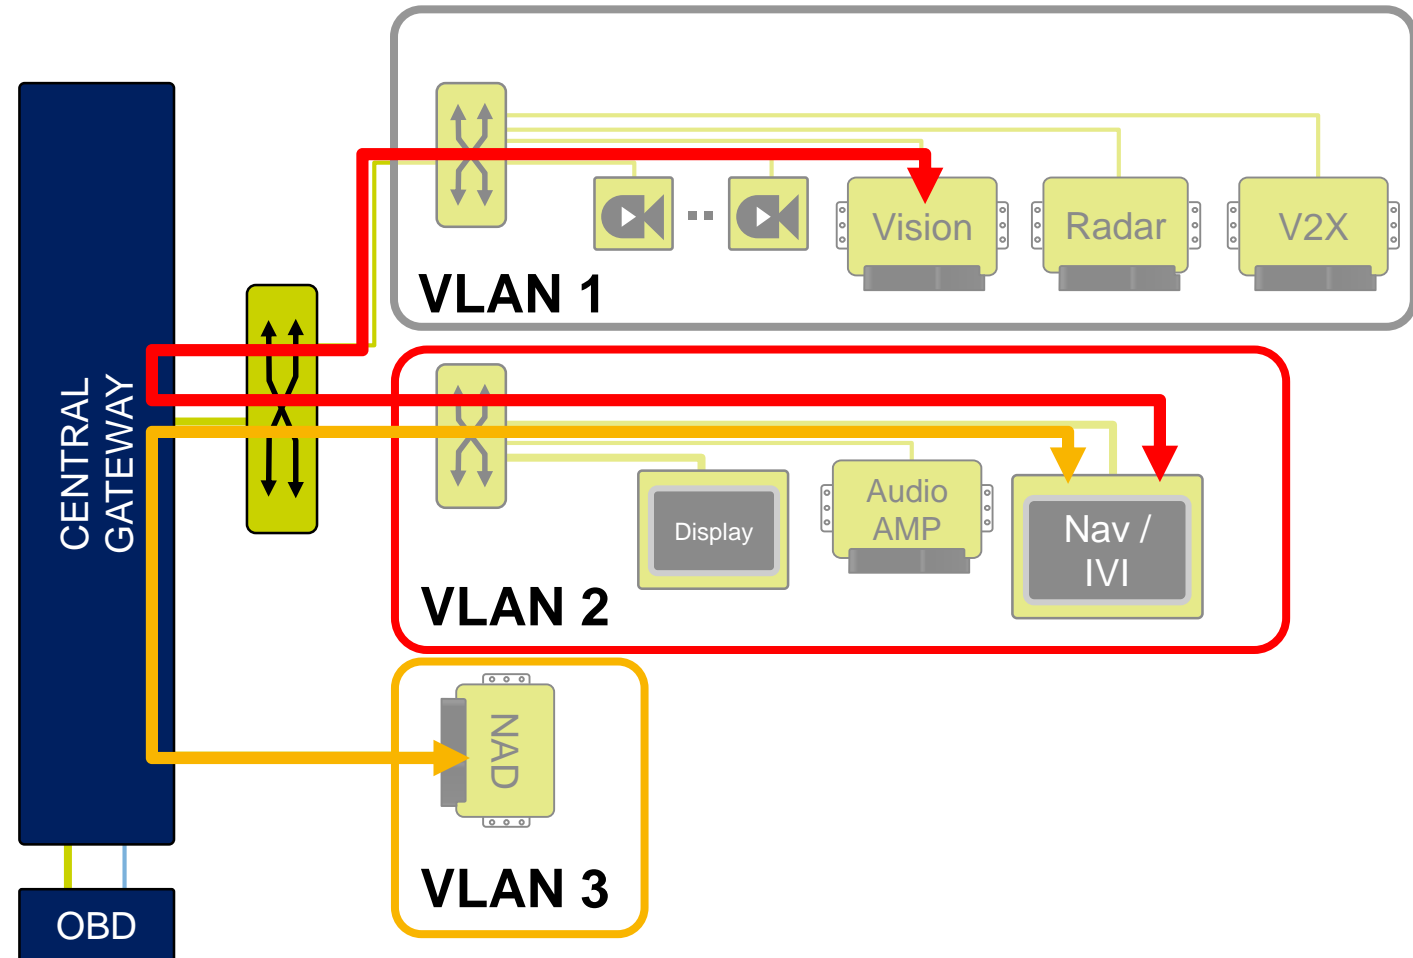 Vision
Radar
V2X
VLAN 1
CENTRAL
GATEWAY
Display
Audio
AMP
Nav /
IVI
VLAN 2
NAD
VLAN 3
OBD